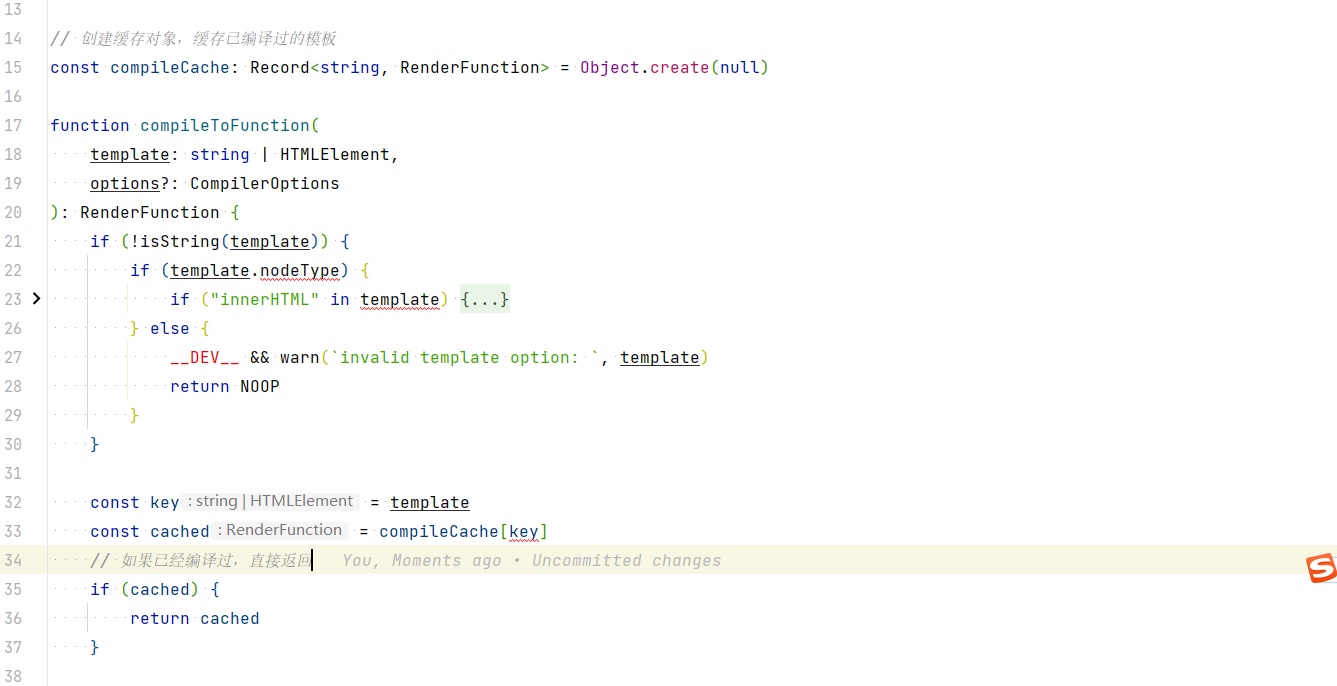 13
14 // 创建缓存对象，缓存已编译过的模板
15 const compileCache: Record<string, RenderFunction> = Object.create(null)
16
17 function compileToFunction(
18     template: string | HTMLElement,
19     options?: CompilerOptions
20 ): RenderFunction {
21     if (!isString(template)) {
22         if (template.nodeType) {
23             if ("innerHTML" in template) {...}
26         } else {
27             __DEV__ && warn(`invalid template option: `, template)
28             return NOOP
29         }
30     }
31
32     const key : string | HTMLElement = template
33     const cached : RenderFunction = compileCache[key]
34     // 如果已经编译过，直接返回 You, Moments ago • Uncommitted changes
35     if (cached) {
36         return cached
37     }
38